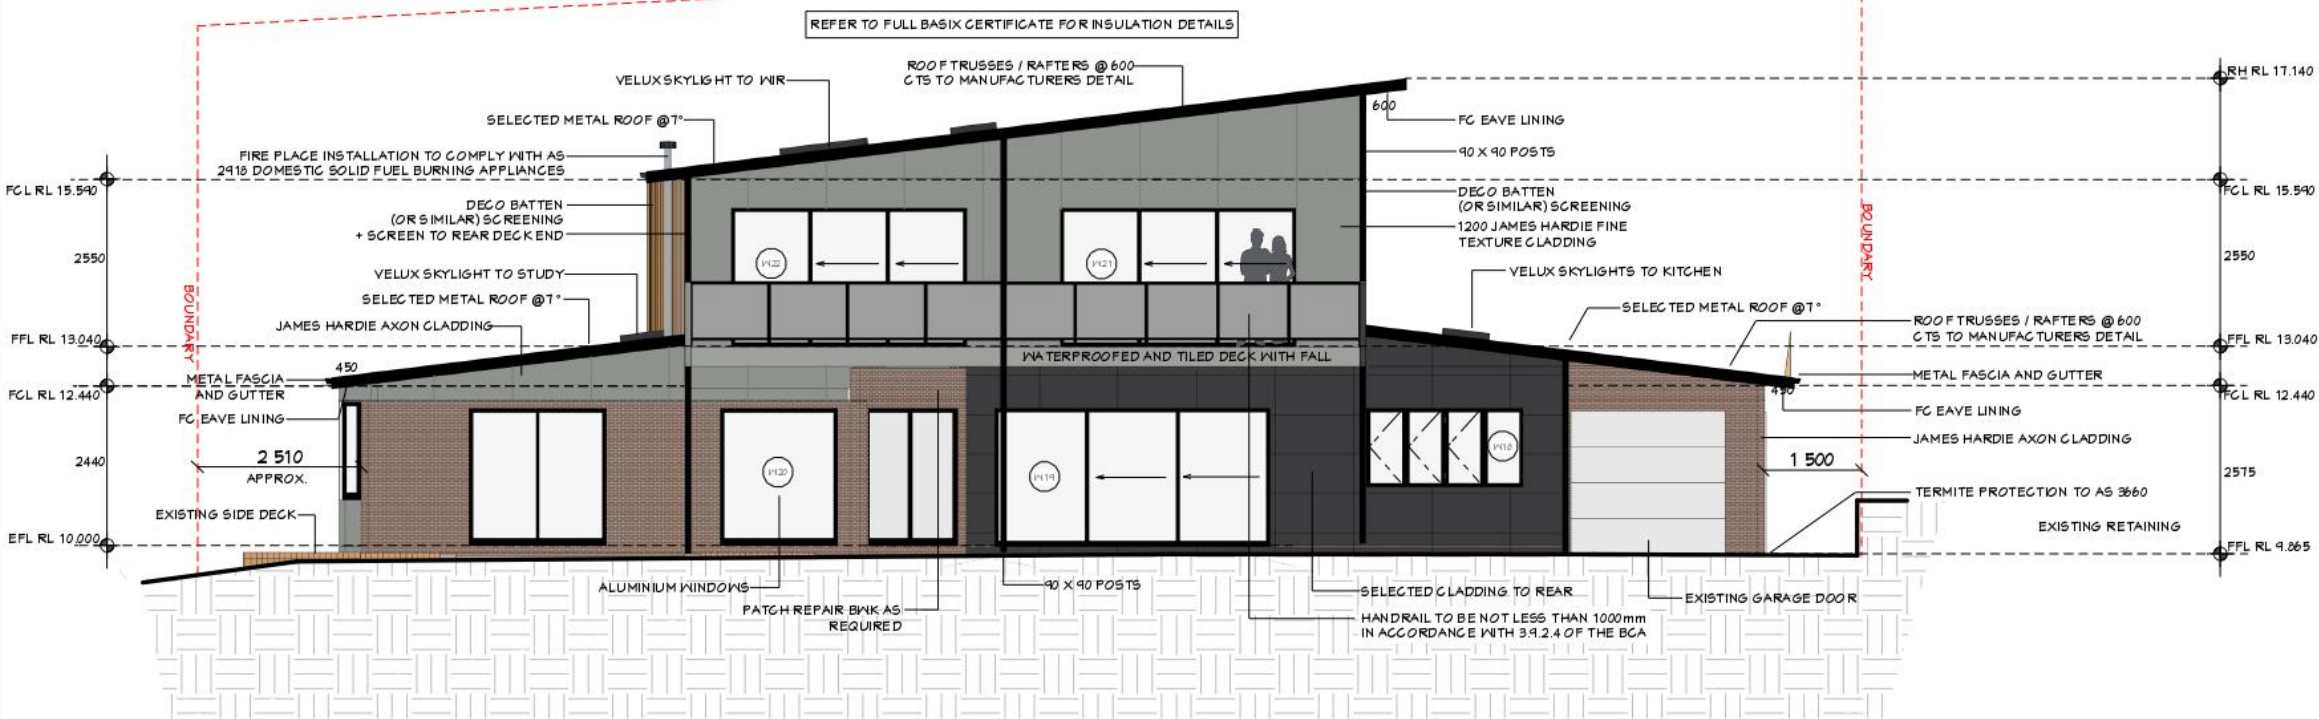 REFER TO FULL BASIX CERTIFICATE FOR INSULATION DETAILS
ROOF TRUSSES / RAFTERS @ 600
CTS TO MANUFACTURERS DETAIL
VELUX SKYLIGHT TO WIR
SELECTED METAL ROOF @7°
FIRE PLACE INSTALLATION TO COMPLY WITH AS
2918 DOMESTIC SOLID FUEL BURNING APPLIANCES
FCL RL 15.590
DECO BATTEN
(OR SIMILAR) SCREENING
+ SCREEN TO REAR DECK END
2550
VELUX SKYLIGHT TO STUDY
SELECTED METAL ROOF @7°
BOUNDARY
JAMES HARDIE AXON CLADDING
FFL RL 13.040
450
METAL FASCIA
AND GUTTER
FCL RL 12.440
FC EAVE LINING
2440
2 510
APPROX.
EXISTING SIDE DECK
EFL RL 10.000
W.22
W.21
WATERPROOFED AND TILED DECK WITH FALL
W.20
W.19
W.18
ALUMINIUM WINDOWS
PATCH REPAIR BWK AS
REQUIRED
90 X 90 POSTS
SELECTED CLADDING TO REAR
HANDRAIL TO BE NOT LESS THAN 1000mm
IN ACCORDANCE WITH 3.9.2.4 OF THE BCA
EXISTING GARAGE DOOR
RH RL 17.140
600
FC EAVE LINING
90 X 90 POSTS
FCL RL 15.590
DECO BATTEN
(OR SIMILAR) SCREENING
1200 JAMES HARDIE FINE
TEXTURE CLADDING
BOUNDARY
2550
VELUX SKYLIGHTS TO KITCHEN
SELECTED METAL ROOF @7°
ROOF TRUSSES / RAFTERS @ 600
CTS TO MANUFACTURERS DETAIL
FFL RL 13.040
METAL FASCIA AND GUTTER
450
FCL RL 12.440
FC EAVE LINING
JAMES HARDIE AXON CLADDING
1 500
2575
TERMITE PROTECTION TO AS 3660
EXISTING RETAINING
FFL RL 9.865